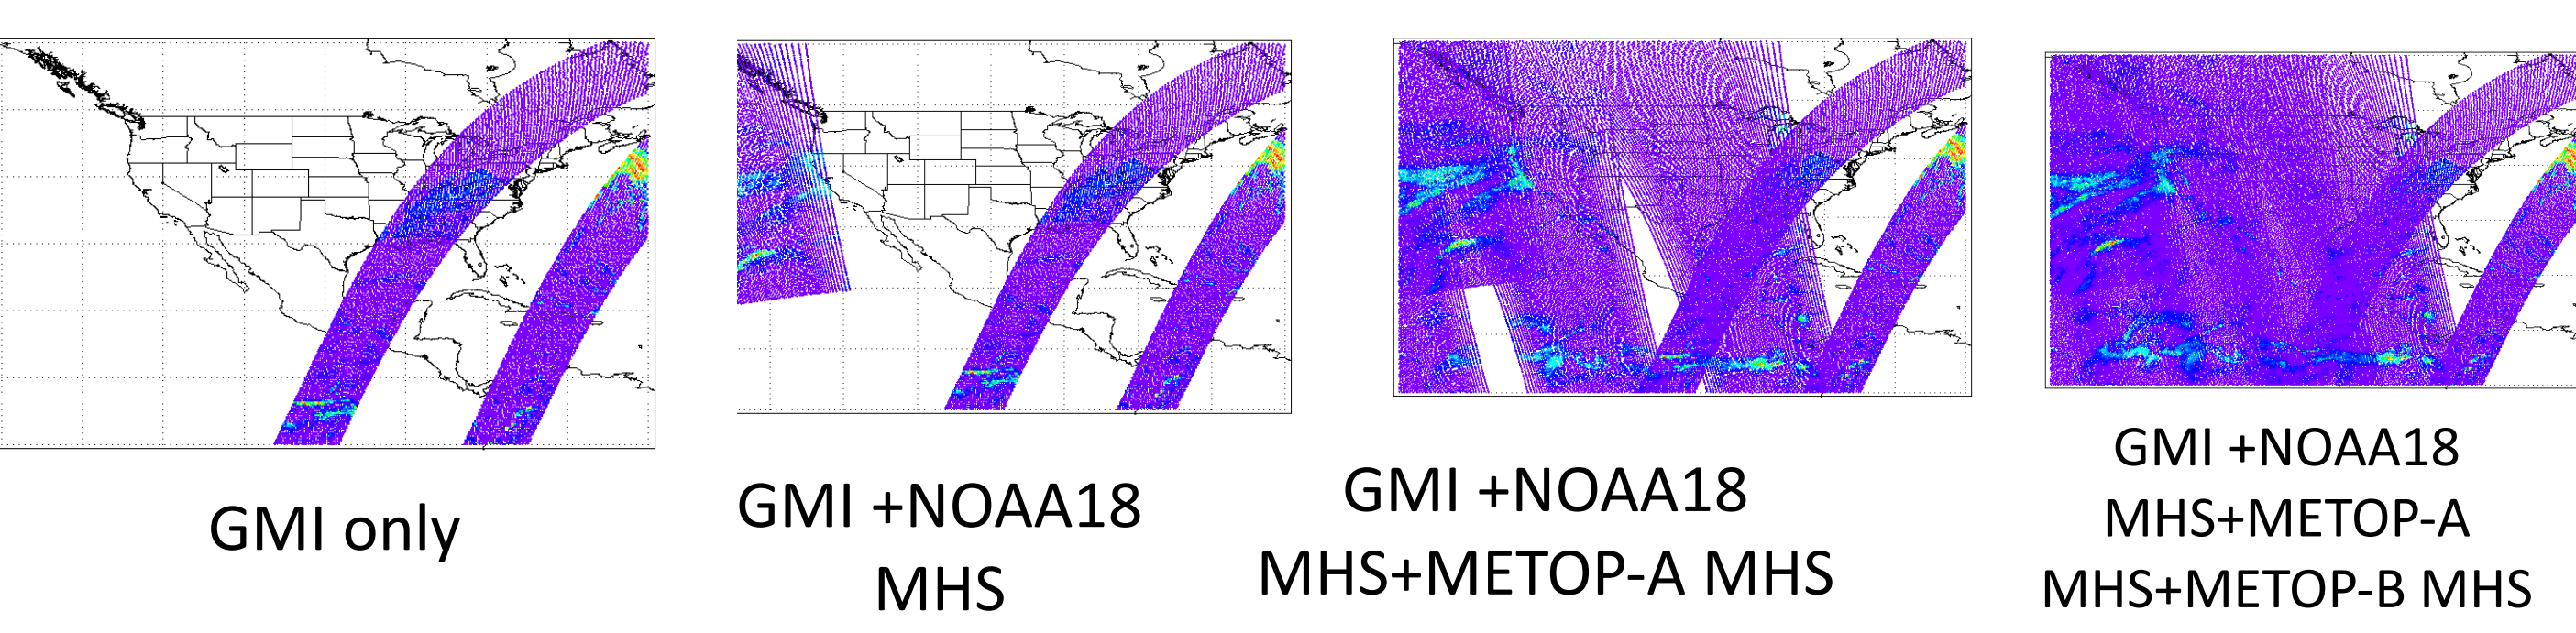 GMI only
GMI +NOAA18
MHS
GMI +NOAA18
MHS+METOP-A MHS
GMI +NOAA18
MHS+METOP-A
MHS+METOP-B MHS